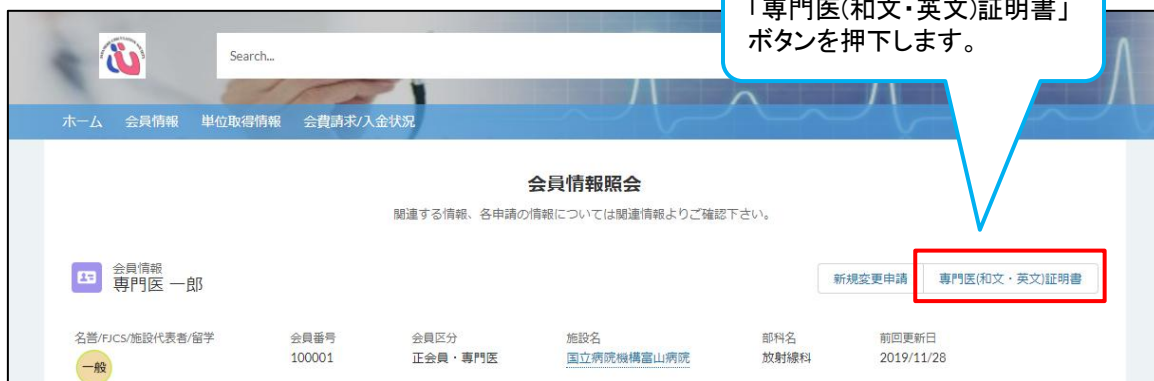 「専門医(和文・英文)証明書」
ボタンを押下します。
Search...
ホーム 会員情報 単位取得情報 会費請求/入金状況
会員情報照会
関連する情報、各申請の情報については関連情報よりご確認下さい。
会員情報
専門医 一郎
新規変更申請 専門医(和文・英文)証明書
名誉/FJCS/施設代表者/留学 会員番号 会員区分 施設名 部科名 前回更新日
一般 100001 正会員・専門医 国立病院機構富山病院 放射線科 2019/11/28